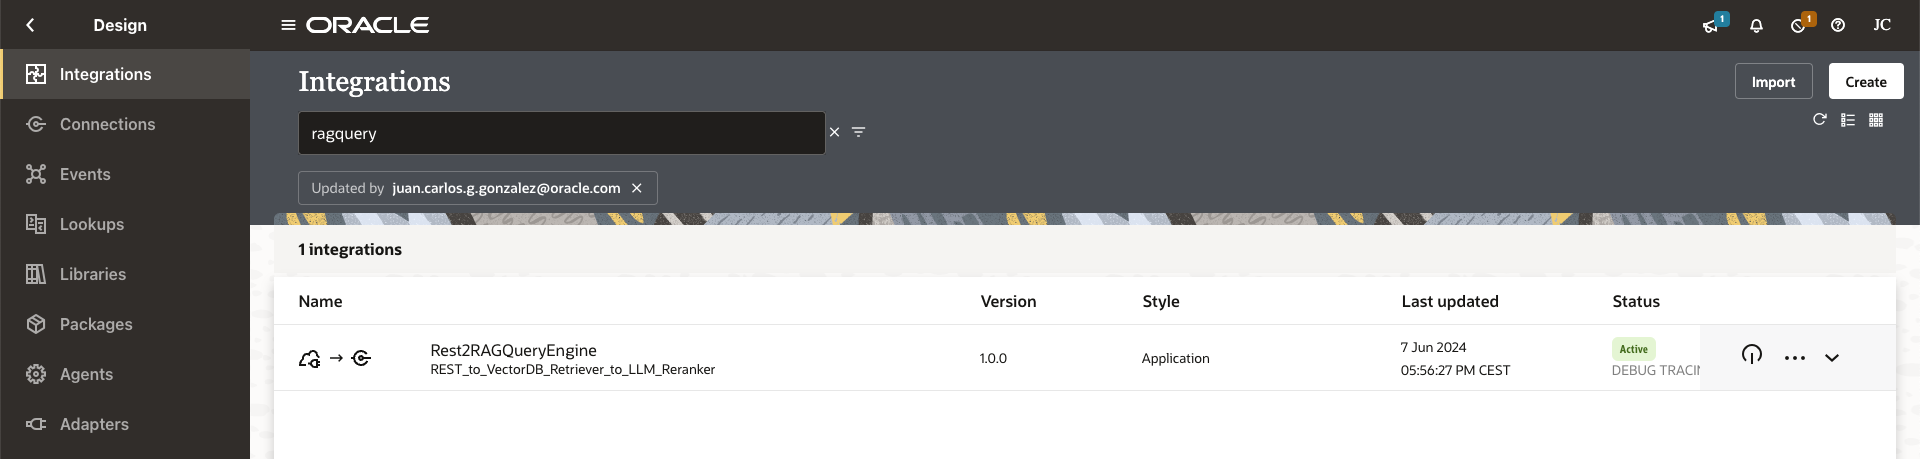 Design
ORACLE
1
1
JC
Integrations
Connections
Events
Lookups
Libraries
Packages
Agents
Adapters
Integrations
Import
Create
ragquery
Updated by juan.carlos.g.gonzalez@oracle.com
1 integrations
Name Version Style Last updated Status
Rest2RAGQueryEngine
REST_to_VectorDB_Retriever_to_LLM_Reranker
1.0.0
Application
7 Jun 2024
05:56:27 PM CEST
Active
DEBUG TRACIN